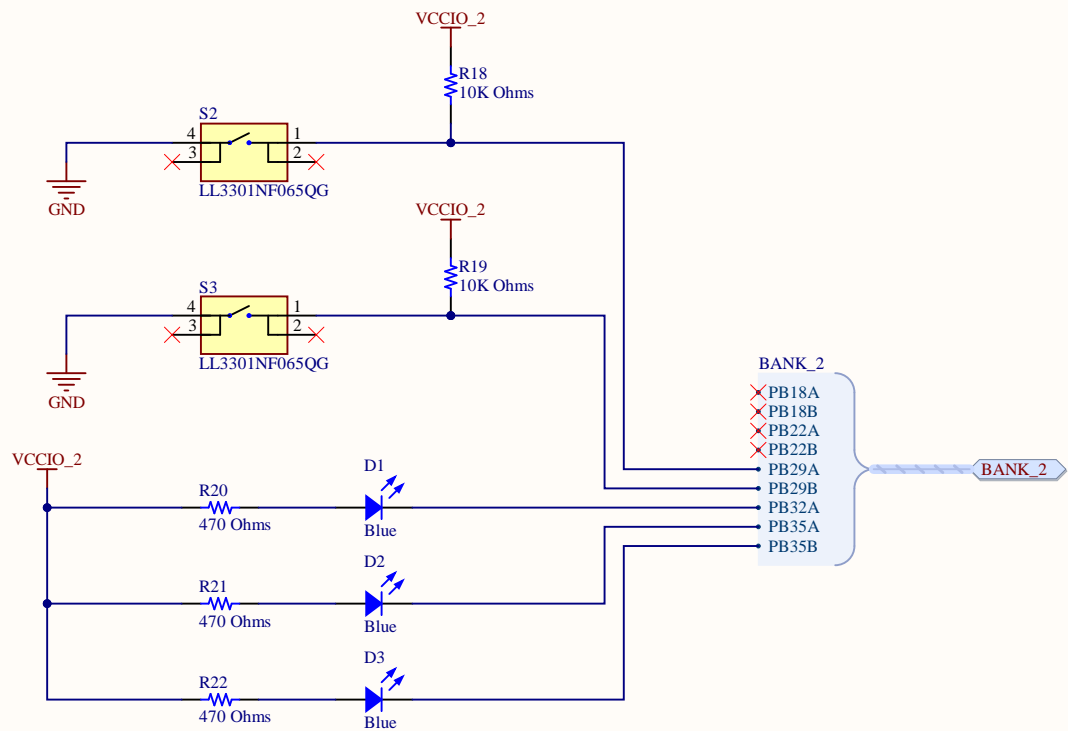 VCCIO_2
R18
10K Ohms
S2
4 1
3 2
LL3301NF065QG
GND
VCCIO_2
R19
10K Ohms
S3
4 1
3 2
LL3301NF065QG
GND
BANK_2
PB18A
PB18B
PB22A
PB22B
PB29A
PB29B
PB32A
PB35A
PB35B
BANK_2
VCCIO_2
R20
470 Ohms
D1
Blue
R21
470 Ohms
D2
Blue
R22
470 Ohms
D3
Blue